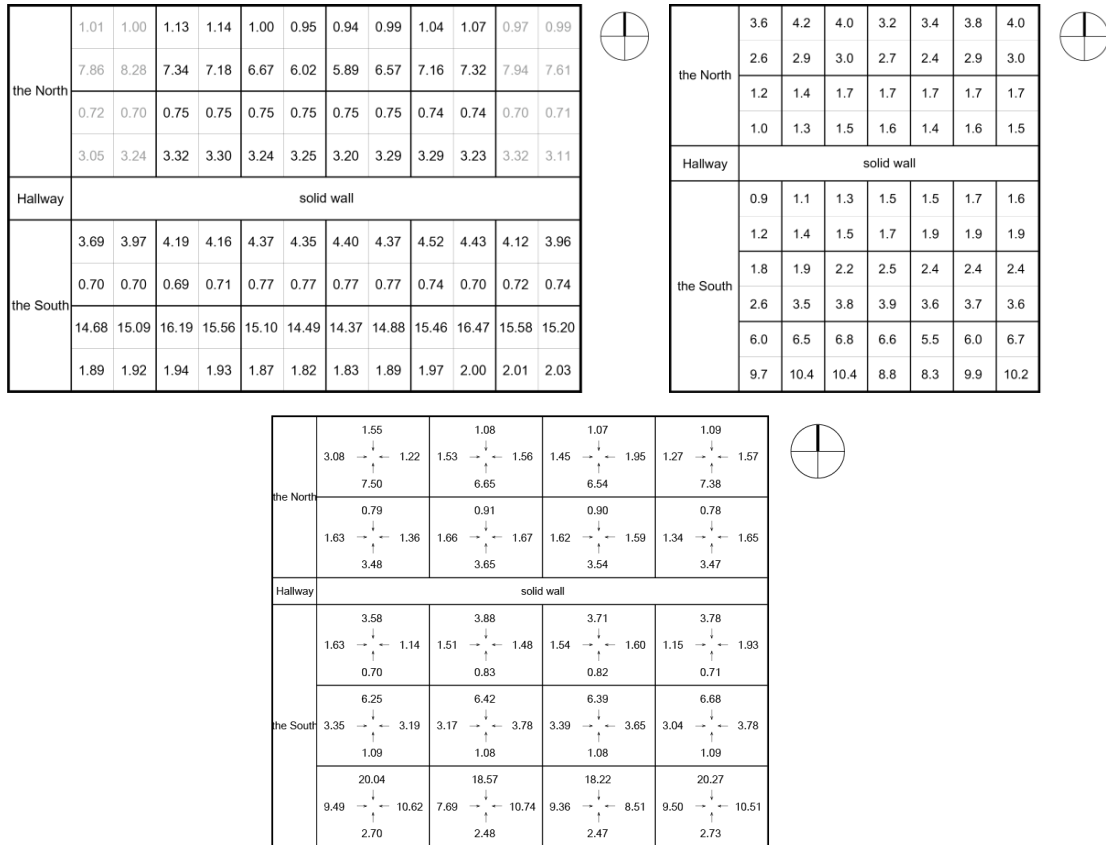 the North
1.01 1.00 1.13 1.14 1.00 0.95 0.94 0.99 1.04 1.07 0.97 0.99
7.86 8.28 7.34 7.18 6.67 6.02 5.89 6.57 7.16 7.32 7.94 7.61
0.72 0.70 0.75 0.75 0.75 0.75 0.75 0.75 0.74 0.74 0.70 0.71
3.05 3.24 3.32 3.30 3.24 3.25 3.20 3.29 3.29 3.23 3.32 3.11
Hallway solid wall
the South
3.69 3.97 4.19 4.16 4.37 4.35 4.40 4.37 4.52 4.43 4.12 3.96
0.70 0.70 0.69 0.71 0.77 0.77 0.77 0.77 0.74 0.70 0.72 0.74
14.68 15.09 16.19 15.56 15.10 14.49 14.37 14.88 15.46 16.47 15.58 15.20
1.89 1.92 1.94 1.93 1.87 1.82 1.83 1.89 1.97 2.00 2.01 2.03
the North
3.6 4.2 4.0 3.2 3.4 3.8 4.0
2.6 2.9 3.0 2.7 2.4 2.9 3.0
1.2 1.4 1.7 1.7 1.7 1.7 1.7
1.0 1.3 1.5 1.6 1.4 1.6 1.5
Hallway solid wall
the South
0.9 1.1 1.3 1.5 1.5 1.7 1.6
1.2 1.4 1.5 1.7 1.9 1.9 1.9
1.8 1.9 2.2 2.5 2.4 2.4 2.4
2.6 3.5 3.8 3.9 3.6 3.7 3.6
6.0 6.5 6.8 6.6 5.5 6.0 6.7
9.7 10.4 10.4 8.8 8.3 9.9 10.2
the North
1.55 1.08 1.07 1.09
3.08 1.22 1.53 1.56 1.45 1.95 1.27 1.57
7.50 6.65 6.54 7.38
0.79 0.91 0.90 0.78
1.63 1.36 1.66 1.67 1.62 1.59 1.34 1.65
3.48 3.65 3.54 3.47
Hallway solid wall
the South
3.58 3.88 3.71 3.78
1.63 1.14 1.51 1.48 1.54 1.60 1.15 1.93
0.70 0.83 0.82 0.71
6.25 6.42 6.39 6.68
3.35 3.19 3.17 3.78 3.39 3.65 3.04 3.78
1.09 1.08 1.08 1.09
20.04 18.57 18.22 20.27
9.49 10.62 7.69 10.74 9.36 8.51 9.50 10.51
2.70 2.48 2.47 2.73